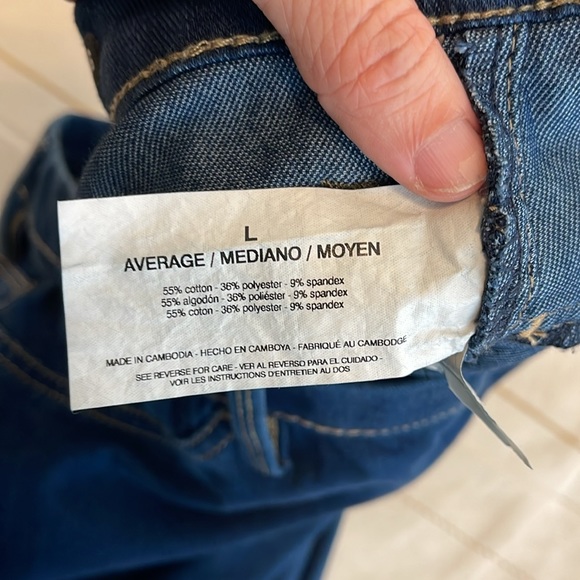 L
AVERAGE / MEDIANO / MOYEN
55% cotton - 36% polyester - 9% spandex
55% algodón - 36% poliéster - 9% spandex
55% coton - 36% polyester - 9% spandex
MADE IN CAMBODIA - HECHO EN CAMBOYA - FABRIQUÉ AU CAMBODGE
SEE REVERSE FOR CARE - VER AL REVERSO PARA EL CUIDADO -
VOIR LES INSTRUCTIONS D'ENTRETIEN AU DOS